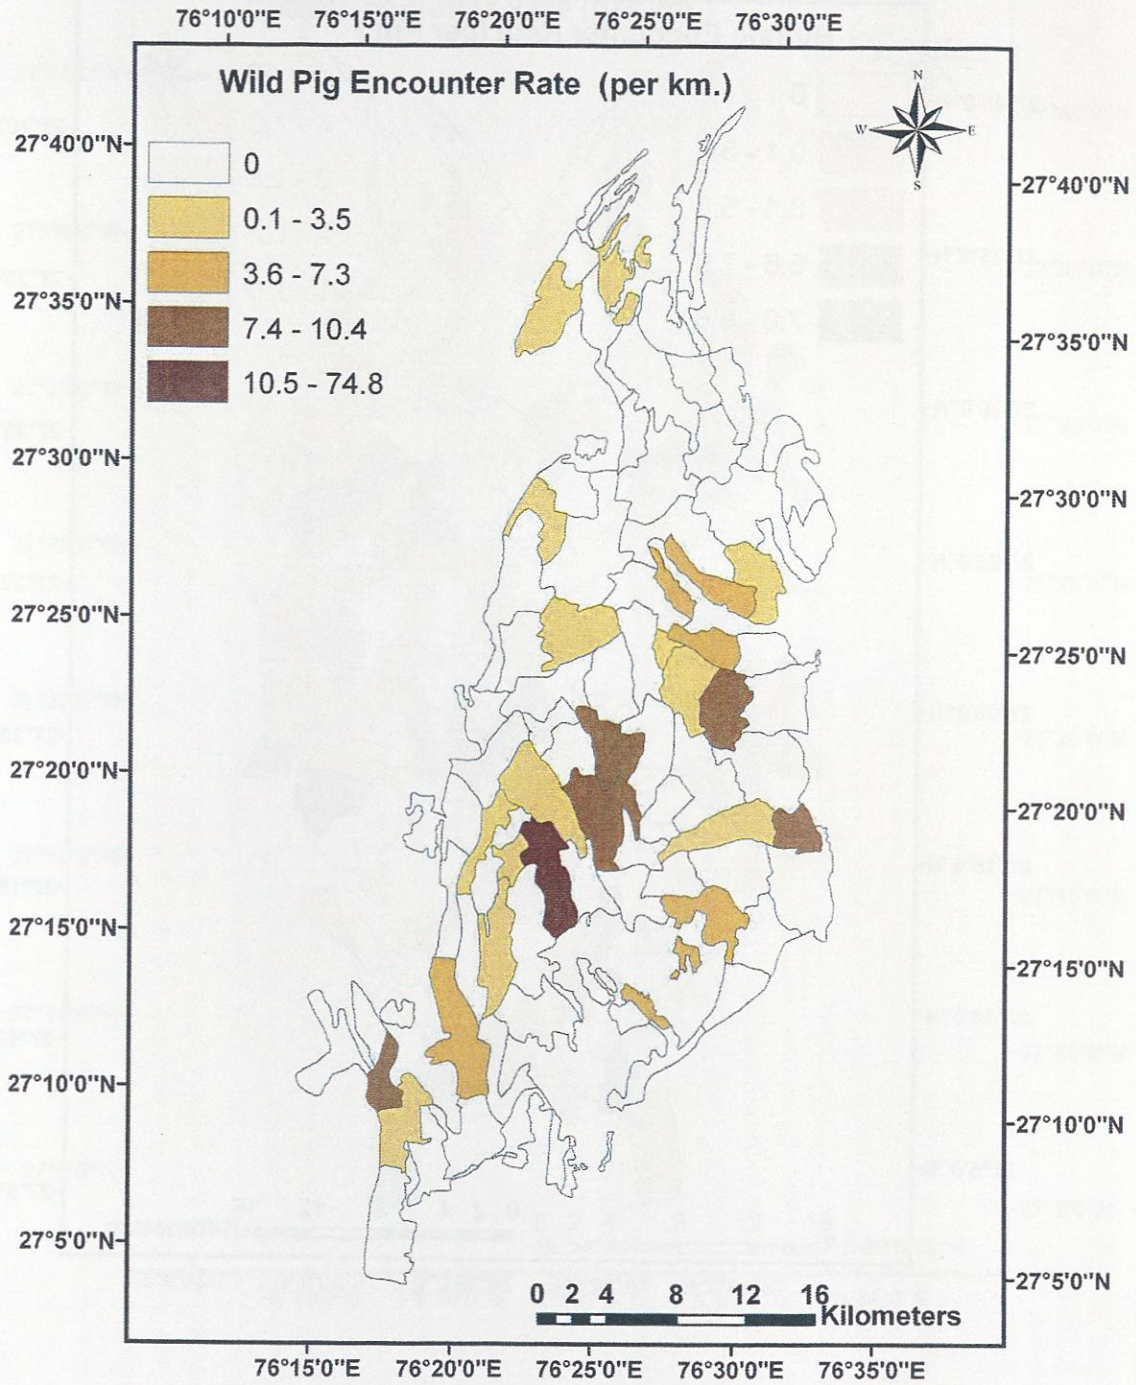 76°10'0"E 76°15'0"E 76°20'0"E 76°25'0"E 76°30'0"E
Wild Pig Encounter Rate (per km.)
N
W E
S
0
0.1 - 3.5
3.6 - 7.3
7.4 - 10.4
10.5 - 74.8
27°40'0"N
27°35'0"N
27°30'0"N
27°25'0"N
27°20'0"N
27°15'0"N
27°10'0"N
27°5'0"N
27°40'0"N
27°35'0"N
27°30'0"N
27°25'0"N
27°20'0"N
27°15'0"N
27°10'0"N
27°5'0"N
0 2 4 8 12 16
Kilometers
76°15'0"E 76°20'0"E 76°25'0"E 76°30'0"E 76°35'0"E